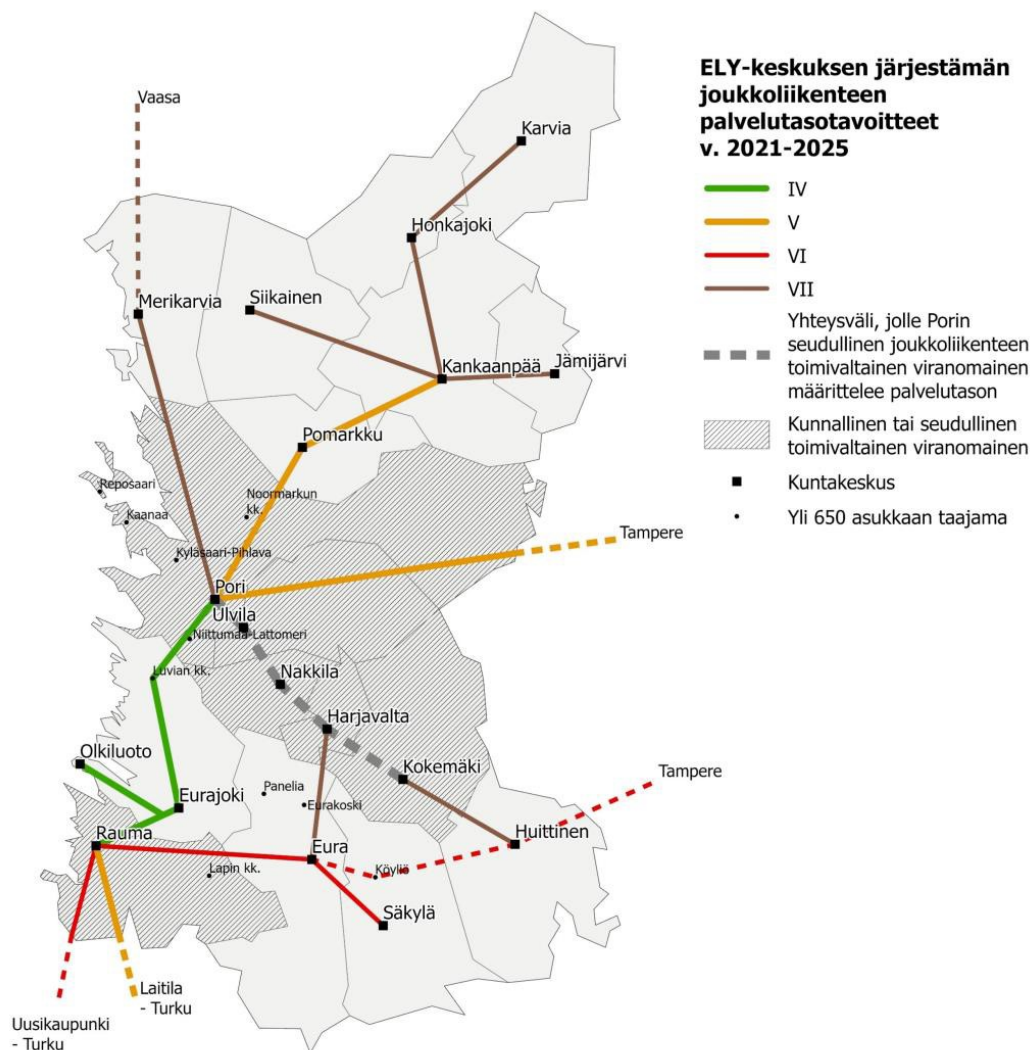 ELY-keskuksen järjestämän
joukkoliikenteen
palvelutasotavoitteet
v. 2021-2025
IV
V
VI
VII
Yhteysväli, jolle Porin
seudullinen joukkoliikenteen
toimivaltainen viranomainen
määrittelee palvelutason
Kunnallinen tai seudullinen
toimivaltainen viranomainen
Kuntakeskus
Yli 650 asukkaan taajama
Vaasa
Karvia
Honkajoki
Merikarvia
Siikainen
Kankaanpää
Jämijärvi
Pomarkku
Reposaari
Noormarkun
kk.
Kaanaa
Tampere
Kyläsaari-Pihlava
Pori
Ulvila
Niittumaa-Lattomeri
Luvian kk.
Nakkila
Harjavalta
Olkiluoto
Kokemäki
Tampere
Panelia
Eurajoki
Eurakoski
Rauma
Eura
Huittinen
Lapin kk.
Köyliö
Säkylä
Laitila
- Turku
Uusikaupunki
- Turku